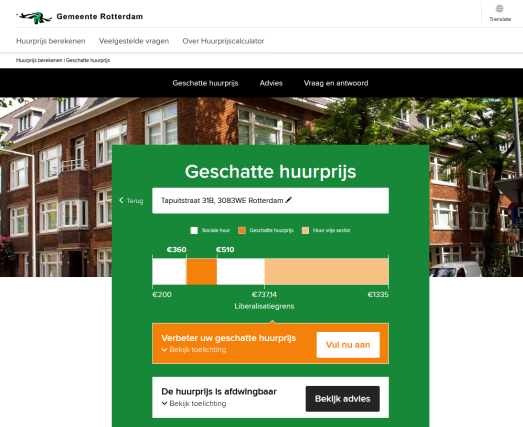 Gemeente Rotterdam
Translate
Huurprijs berekenen Veelgestelde vragen Over Huurprijscalculator
Huurprijs berekenen | Geschatte huurprijs
Geschatte huurprijs Advies Vraag en antwoord
Geschatte huurprijs
Terug
Tapuitstraat 31B, 3083WE Rotterdam
Sociale huur Geschatte huurprijs Huur vrije sector
€360 €510
€200 €737,14 €1335
Liberalisatiegrens
Verbeter uw geschatte huurprijs
Bekijk toelichting
Vul nu aan
De huurprijs is afdwingbaar
Bekijk toelichting
Bekijk advies